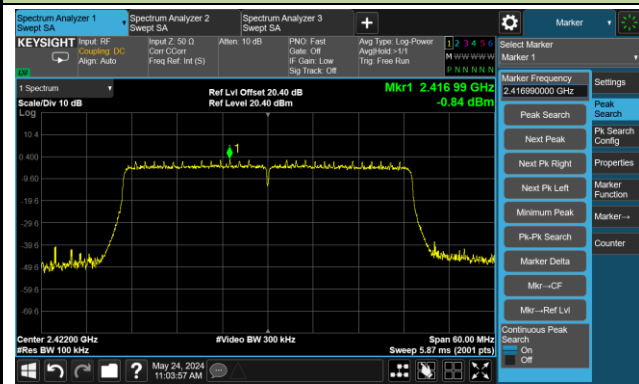 Spectrum Analyzer 1
Swept SA
Spectrum Analyzer 2
Swept SA
Spectrum Analyzer 3
Swept SA
Marker
KEYSIGHT
Input: RF
Coupling: DC
Align: Auto
Input Z: 50 Ω
Corr CCorr
Freq Ref: Int (S)
Atten: 10 dB
PNO: Fast
Gate: Off
IF Gain: Low
Sig Track: Off
Avg Type: Log-Power
Avg|Hold:>1/1
Trig: Free Run
1 2 3 4 5 6
M W W W W W
P N N N N N
Select Marker
Marker 1
LVI
1 Spectrum
Scale/Div 10 dB
Log
Ref Lvl Offset 20.40 dB
Ref Level 20.40 dBm
Mkr1 2.416 99 GHz
-0.84 dBm
10.4
0.400
-9.60
-19.6
-29.6
-39.6
-49.6
-59.6
-69.6
1
Center 2.42200 GHz
#Res BW 100 kHz
#Video BW 300 kHz
Span 60.00 MHz
Sweep 5.87 ms (2001 pts)
Marker Frequency
2.416990000 GHz
Peak Search
Next Peak
Next Pk Right
Next Pk Left
Minimum Peak
Pk-Pk Search
Marker Delta
Mkr→CF
Mkr→Ref Lvl
Continuous Peak
Search
On
Off
Settings
Peak
Search
Pk Search
Config
Properties
Marker
Function
Marker→
Counter
May 24, 2024
11:03:57 AM